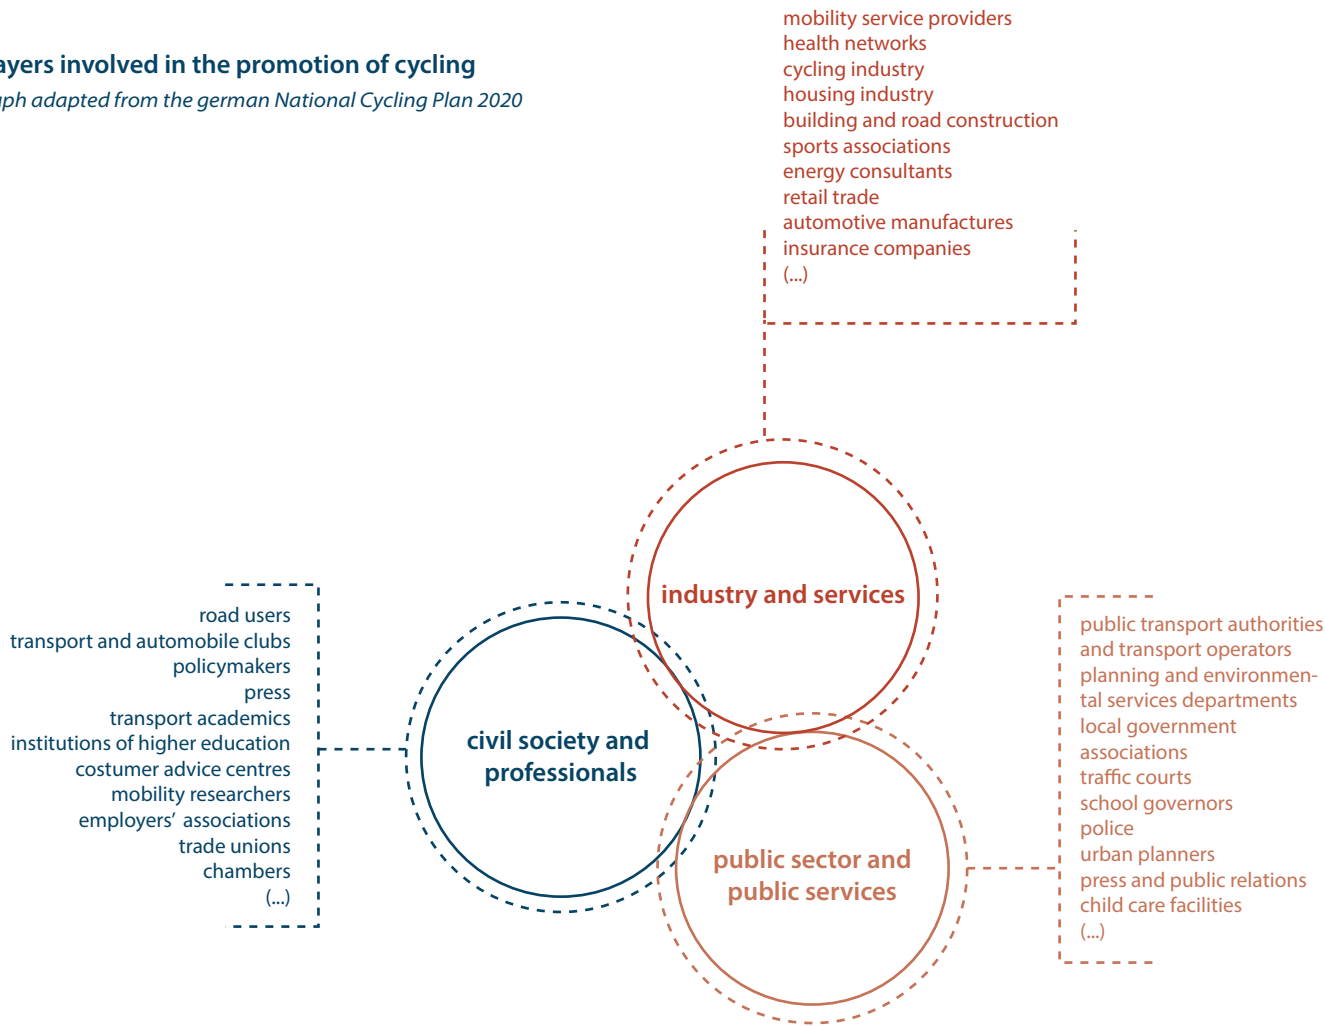 ayers involved in the promotion of cycling
ph adapted from the german National Cycling Plan 2020
mobility service providers
health networks
cycling industry
housing industry
building and road construction
sports associations
energy consultants
retail trade
automotive manufactures
insurance companies
(...)
industry and services
road users
transport and automobile clubs
policymakers
press
transport academics
institutions of higher education
costumer advice centres
mobility researchers
employers’ associations
trade unions
chambers
(...)
civil society and
professionals
public sector and
public services
public transport authorities
and transport operators
planning and environmen-
tal services departments
local government
associations
traffic courts
school governors
police
urban planners
press and public relations
child care facilities
(...)